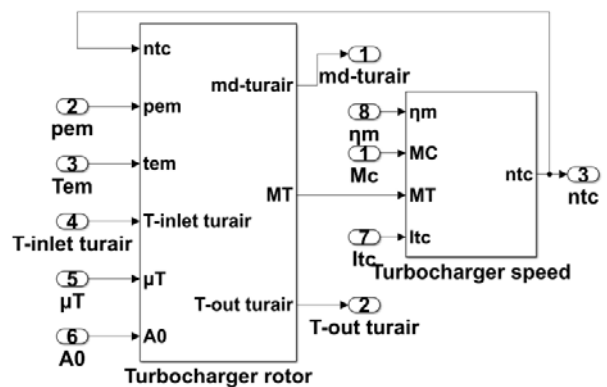 ntc
md-turair
1
md-turair
2
pem
pem
8
ηm
ηm
3
Tem
tem
1
Mc
MC
ntc
3
ntc
MT
MT
4
T-inlet turair
T-inlet turair
7
Itc
Itc
Turbocharger speed
5
μT
μT
T-out turair
2
T-out turair
6
A0
A0
Turbocharger rotor